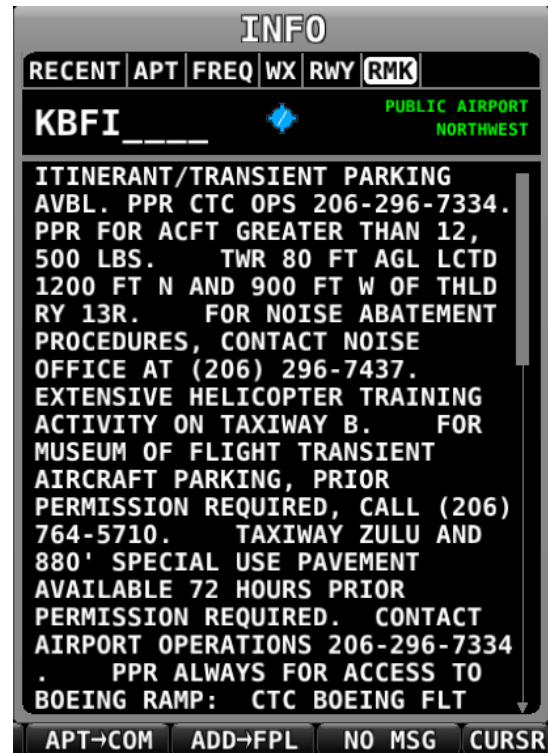 INFO
RECENT APT FREQ WX RWY RMK
KBFI____
PUBLIC AIRPORT
NORTHWEST
ITINERANT/TRANSIENT PARKING
AVBL. PPR CTC OPS 206-296-7334.
PPR FOR ACFT GREATER THAN 12,
500 LBS. TWR 80 FT AGL LCTD
1200 FT N AND 900 FT W OF THLD
RY 13R. FOR NOISE ABATEMENT
PROCEDURES, CONTACT NOISE
OFFICE AT (206) 296-7437.
EXTENSIVE HELICOPTER TRAINING
ACTIVITY ON TAXIWAY B. FOR
MUSEUM OF FLIGHT TRANSIENT
AIRCRAFT PARKING, PRIOR
PERMISSION REQUIRED, CALL (206)
764-5710. TAXIWAY ZULU AND
880' SPECIAL USE PAVEMENT
AVAILABLE 72 HOURS PRIOR
PERMISSION REQUIRED. CONTACT
AIRPORT OPERATIONS 206-296-7334
. PPR ALWAYS FOR ACCESS TO
BOEING RAMP: CTC BOEING FLT
APT→COM ADD→FPL NO MSG CURSR